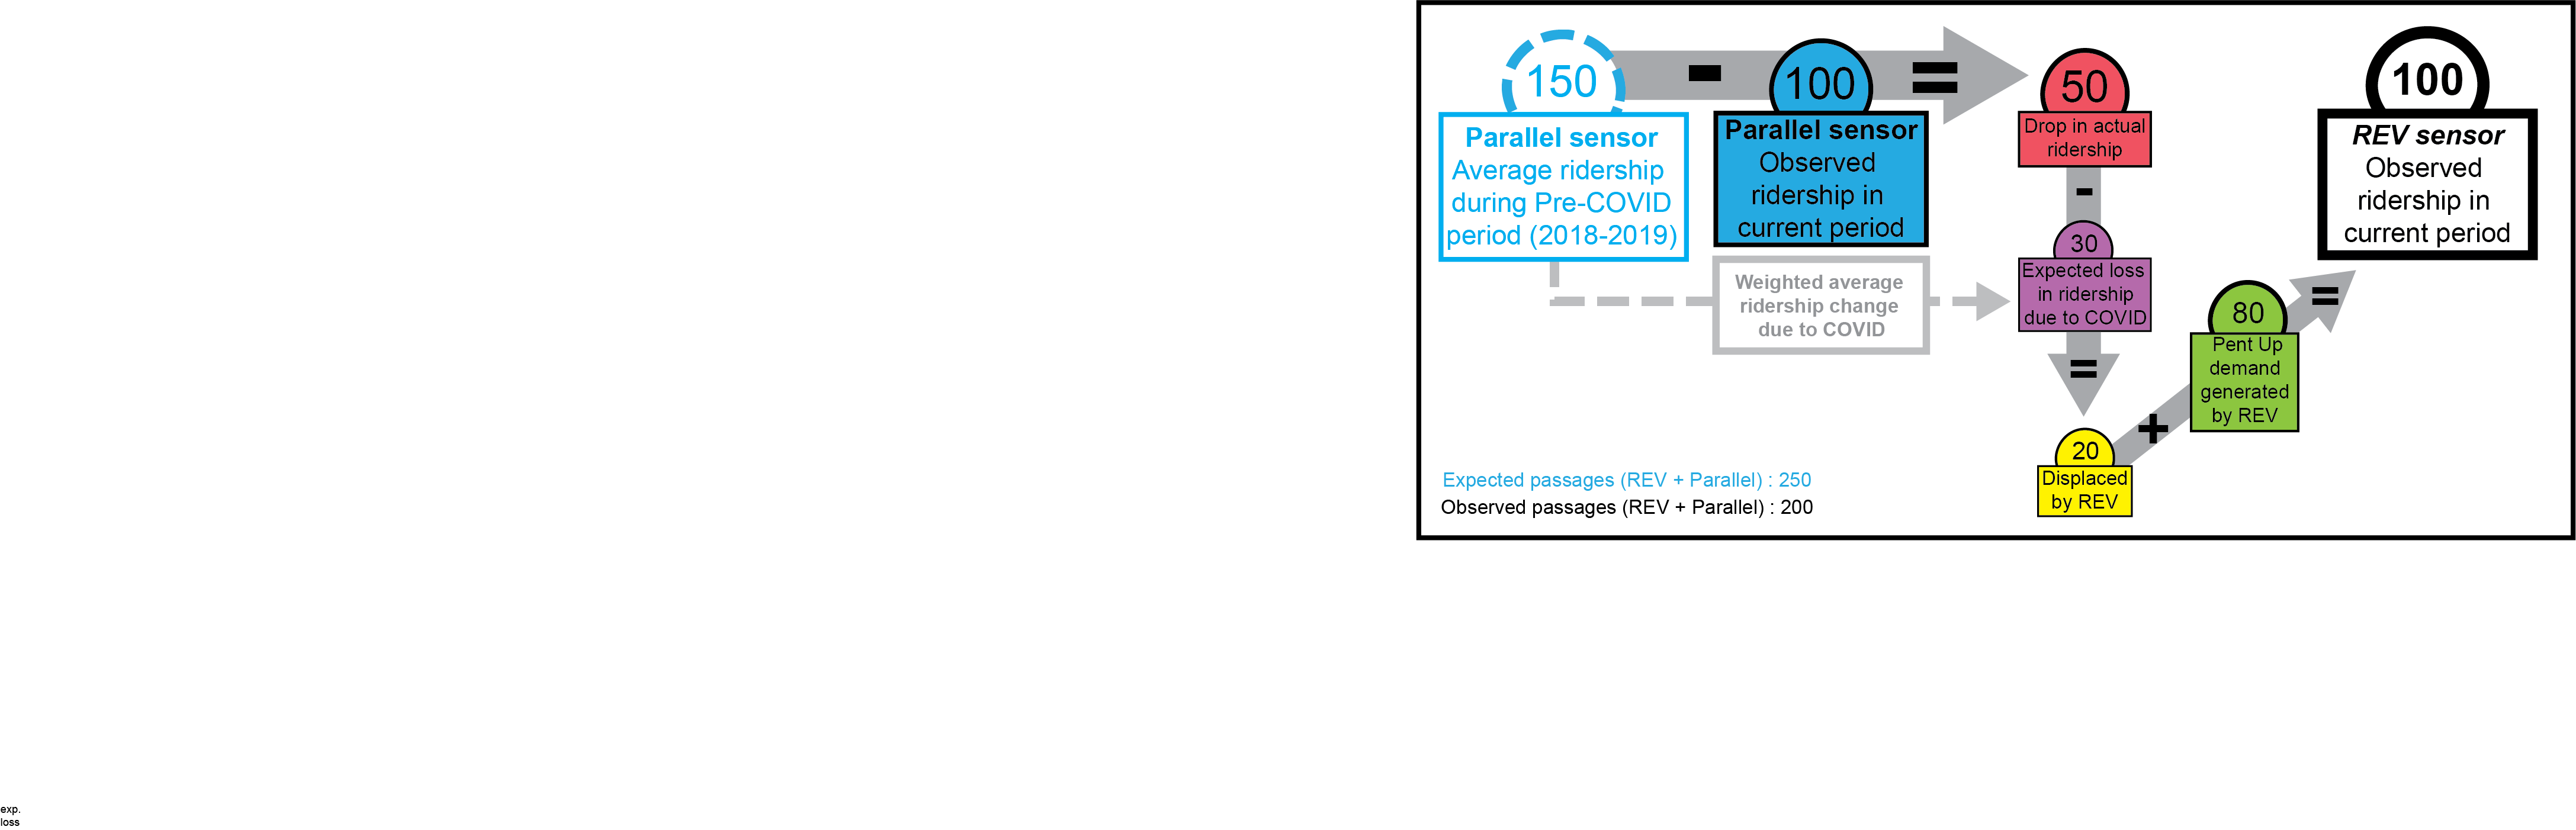 150
-
100
=
50
100
Parallel sensor
Average ridership
during Pre-COVID
period (2018-2019)
Parallel sensor
Observed
ridership in
current period
Drop in actual
ridership
-
REV sensor
Observed
ridership in
current period
Weighted average
ridership change
due to COVID
30
Expected loss
in ridership
due to COVID
=
20
Displaced
by REV
+
80
Pent Up
demand
generated
by REV
=
Expected passages (REV + Parallel) : 250
Observed passages (REV + Parallel) : 200
exp.
loss